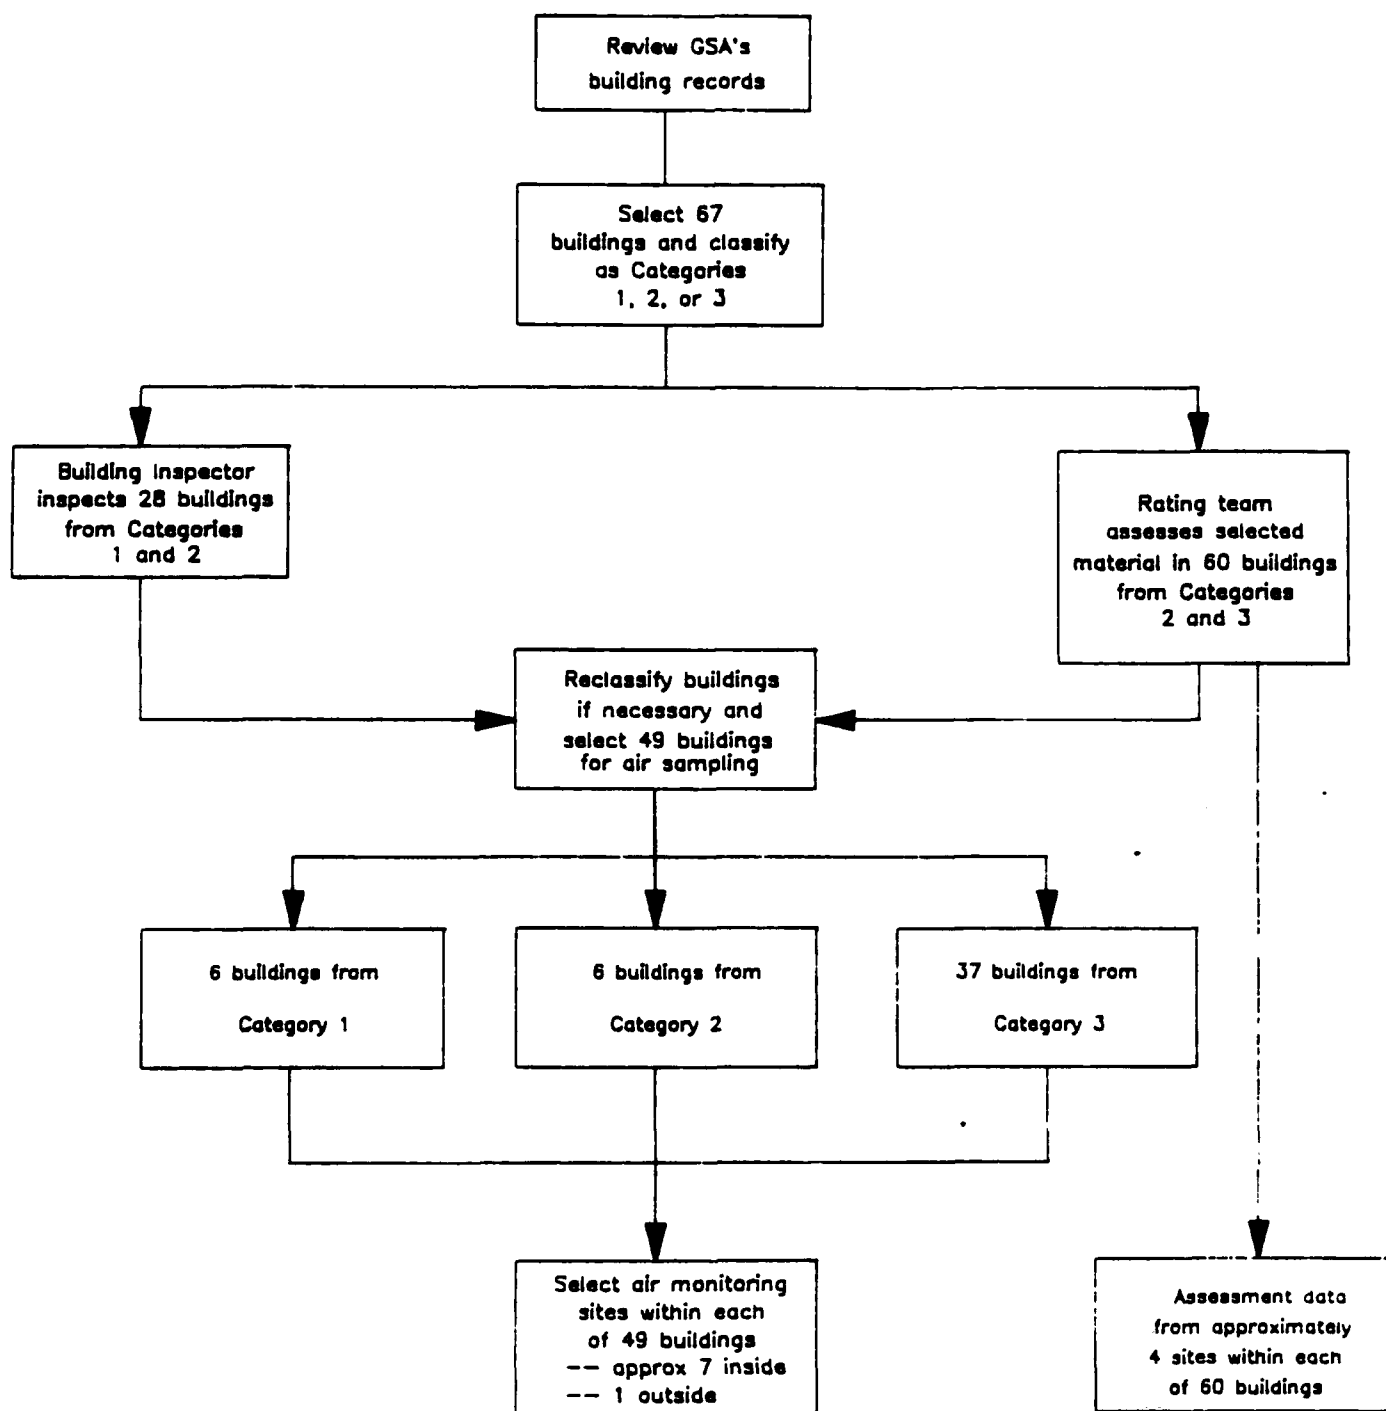 Review GSA's
building records
Select 67
buildings and classify
as Categories
1, 2, or 3
Building Inspector
inspects 28 buildings
from Categories
1 and 2
Rating team
assesses selected
material in 60 buildings
from Categories
2 and 3
Reclassify buildings
if necessary and
select 49 buildings
for air sampling
6 buildings from
Category 1
6 buildings from
Category 2
37 buildings from
Category 3
Select air monitoring
sites within each
of 49 buildings
-- approx 7 inside
-- 1 outside
Assessment data
from approximately
4 sites within each
of 60 buildings